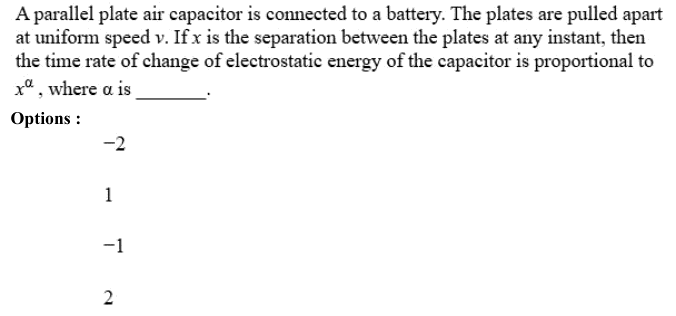 A parallel plate air capacitor is connected to a battery. The plates are pulled apart
at uniform speed v. If x is the separation between the plates at any instant, then
the time rate of change of electrostatic energy of the capacitor is proportional to
x^α , where α is ________.
Options :
−2
1
−1
2